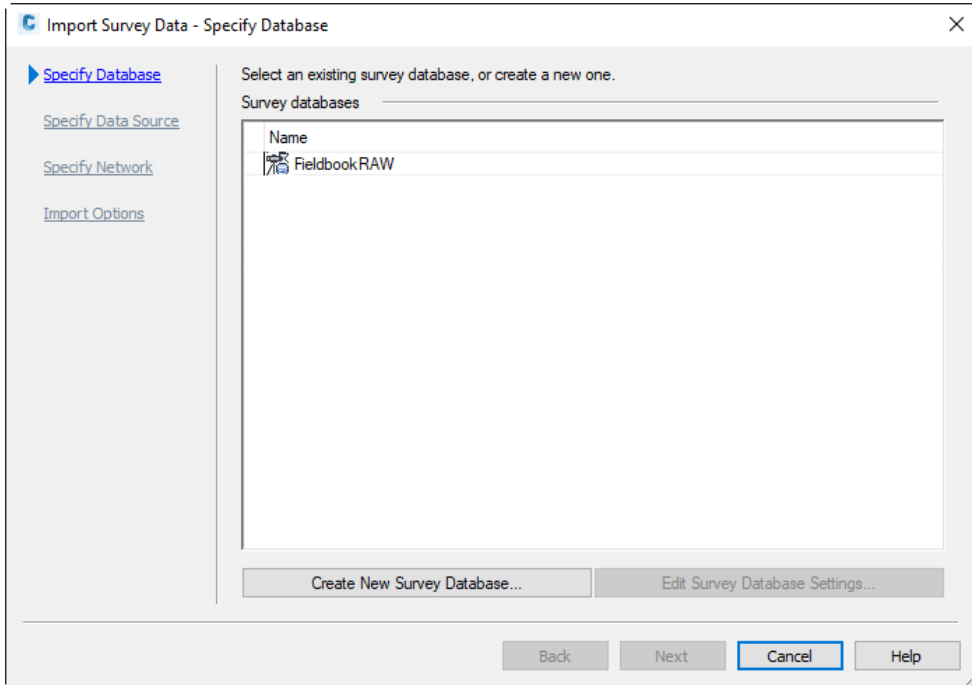 Import Survey Data - Specify Database
Specify Database
Specify Data Source
Specify Network
Import Options
Select an existing survey database, or create a new one.
Survey databases
Name
FieldbookRAW
Create New Survey Database...
Edit Survey Database Settings...
Back
Next
Cancel
Help